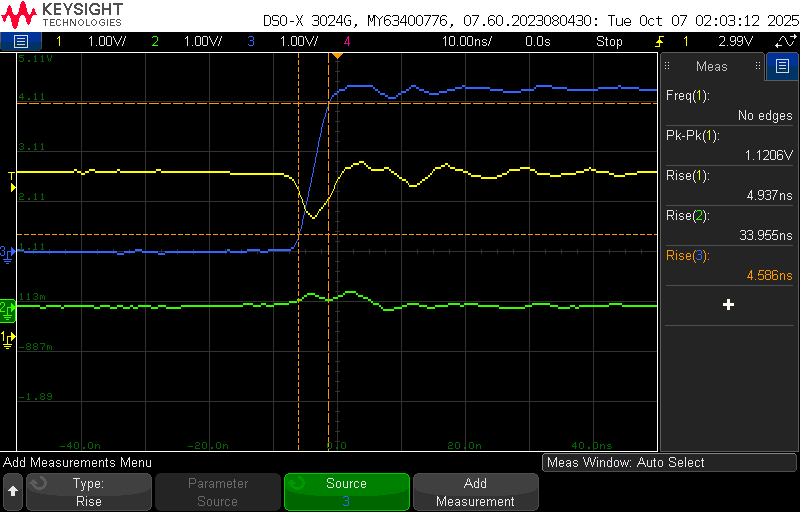 KEYSIGHT
TECHNOLOGIES
DSO-X 3024G, MY63400776, 07.60.2023080430: Tue Oct 07 02:03:12 2025
1 1.00V/ 2 1.00V/ 3 1.00V/ 4 10.00ns/ 0.0s Stop 1 2.99V
5.11V
Meas
4.11
Freq(1):
No edges
3.11
Pk-Pk(1):
1.1206V
T
Rise(1):
2.11
4.937ns
Rise(2):
33.955ns
1.11
3
Rise(3):
4.586ns
113m
2
1
-887m
-1.89
-40.0n -20.0n 0.0 20.0n 40.0ns
Add Measurements Menu
Meas Window: Auto Select
Type:
Rise
Parameter
Source
Source
3
Add
Measurement